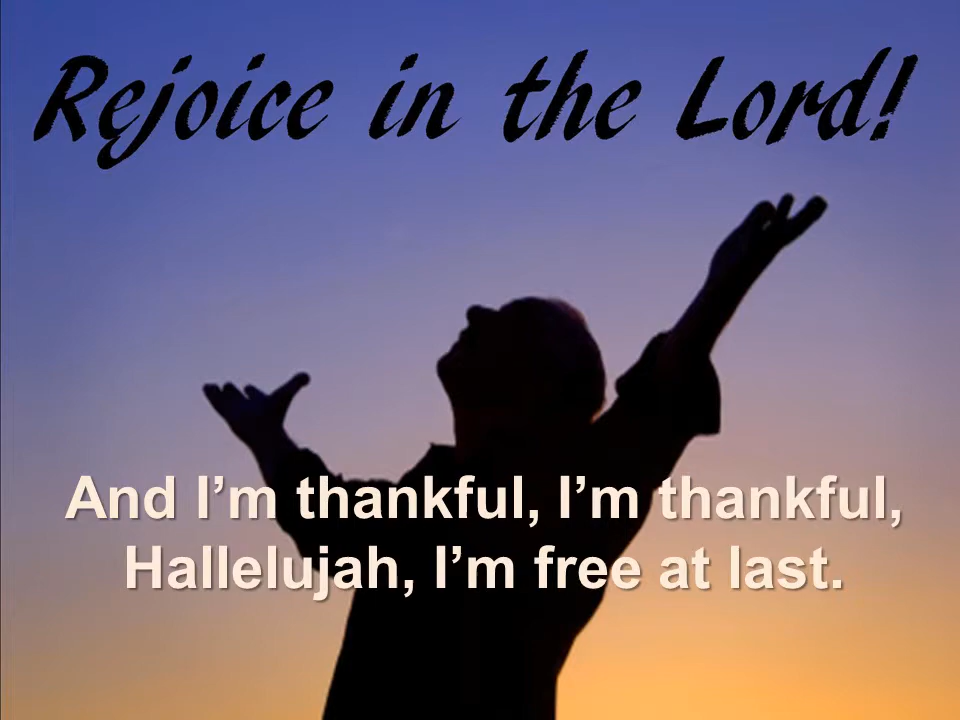 Rejoice in the Lord!
And I’m thankful, I’m thankful,
Hallelujah, I’m free at last.